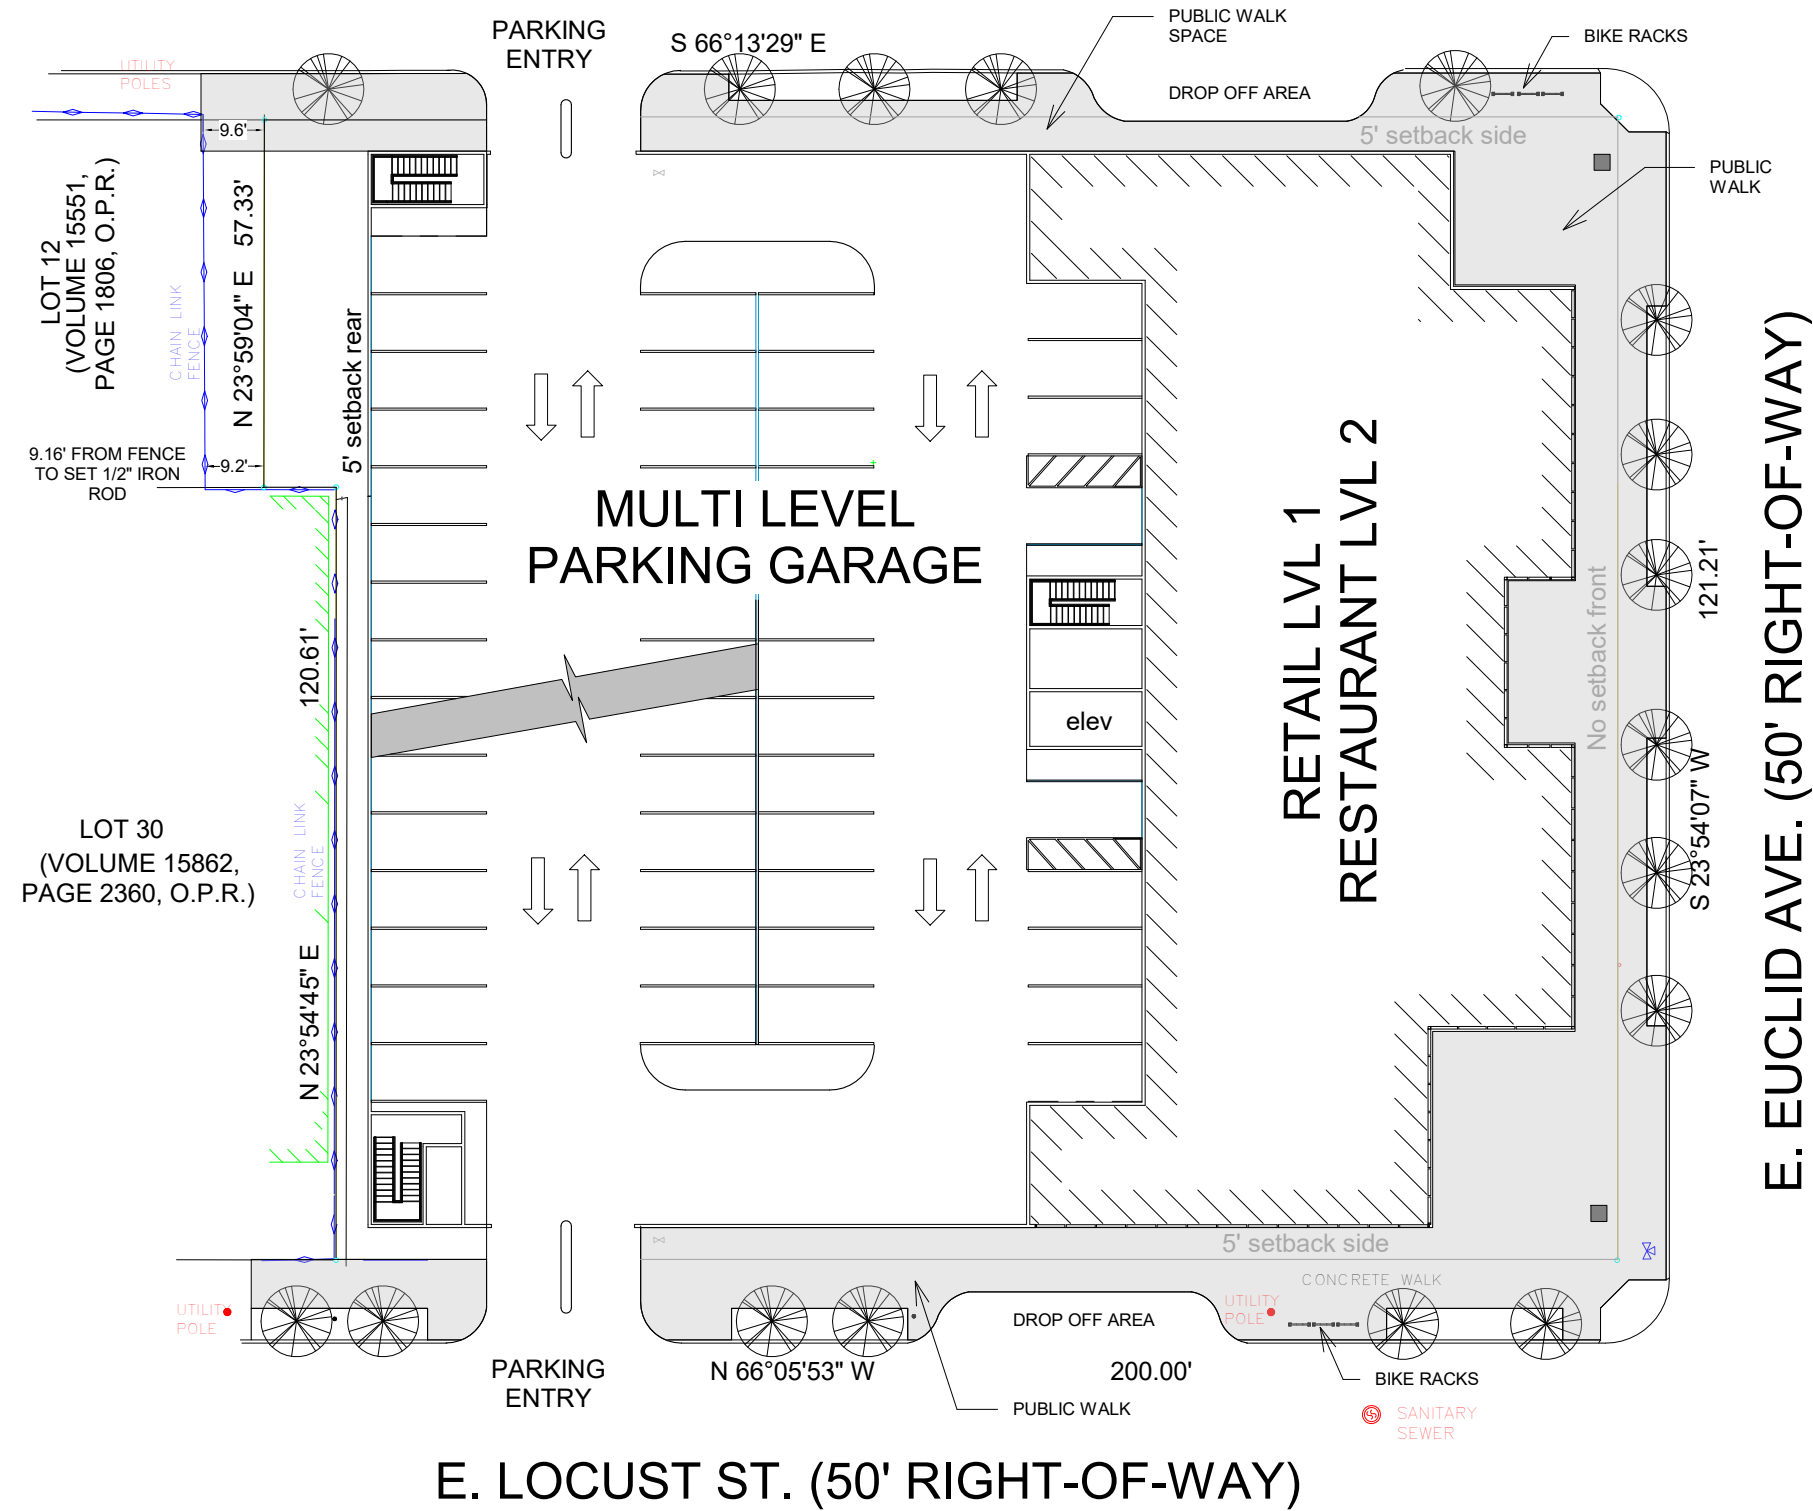 PARKING
ENTRY
S 66°13'29" E
PUBLIC WALK
SPACE
BIKE RACKS
UTILITY
POLES
DROP OFF AREA
9.6'
5' setback side
PUBLIC
WALK
LOT 12
(VOLUME 15551,
PAGE 1806, O.P.R.)
CHAIN LINK
FENCE
N 23°59'04" E 57.33'
5' setback rear
9.16' FROM FENCE
TO SET 1/2" IRON
ROD
9.2'
MULTI LEVEL
PARKING GARAGE
RETAIL LVL 1
RESTAURANT LVL 2
No setback front
121.21'
S 23°54'07" W
E. EUCLID AVE. (50' RIGHT-OF-WAY)
120.61'
elev
LOT 30
(VOLUME 15862,
PAGE 2360, O.P.R.)
CHAIN LINK
FENCE
N 23°54'45" E
5' setback side
CONCRETE WALK
UTILITY
POLE
UTILITY
POLE
DROP OFF AREA
PARKING
ENTRY
N 66°05'53" W
200.00'
BIKE RACKS
PUBLIC WALK
SANITARY
SEWER
E. LOCUST ST. (50' RIGHT-OF-WAY)